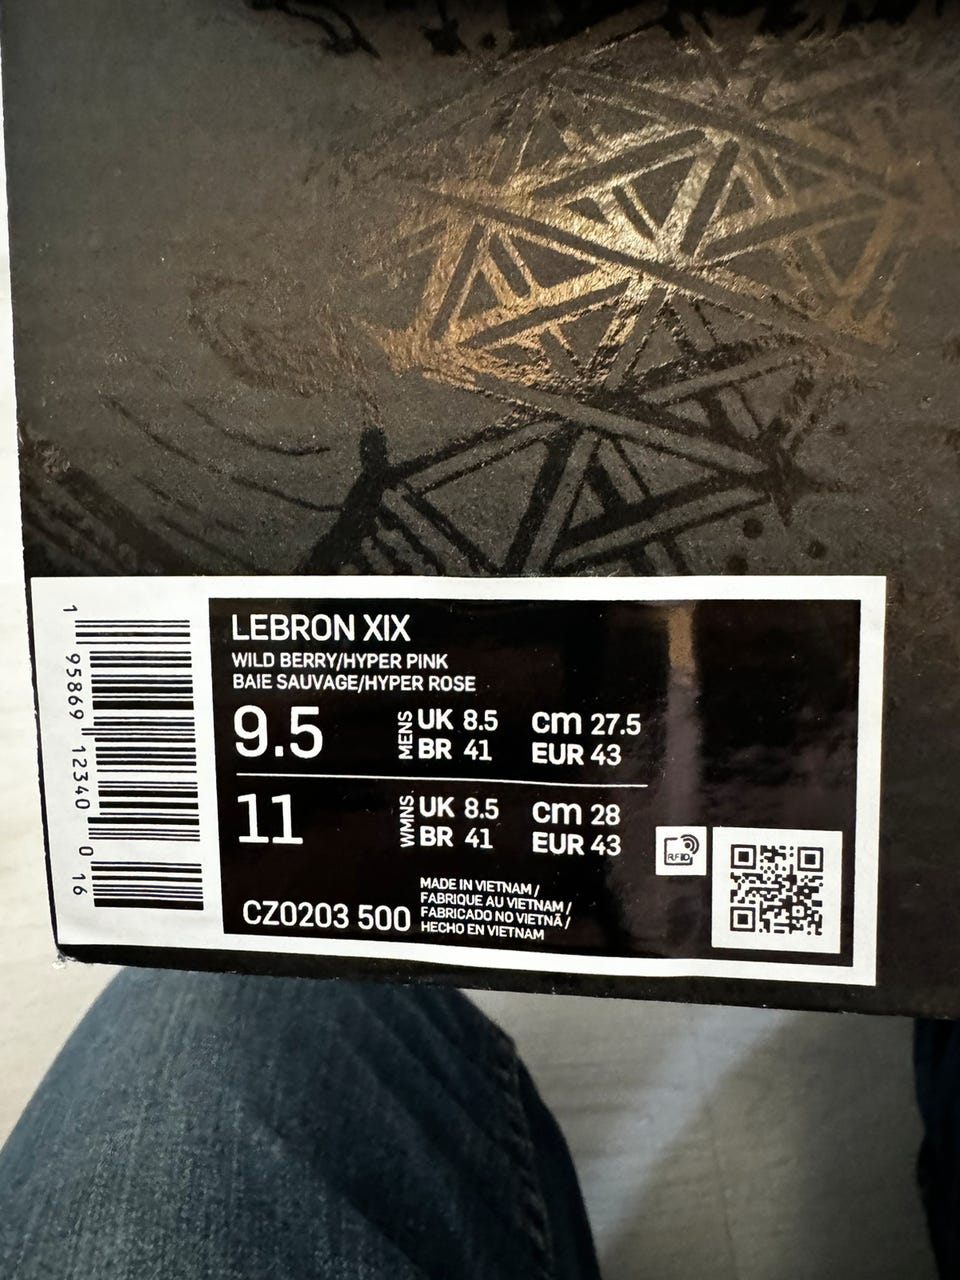 LEBRON XIX
WILD BERRY/HYPER PINK
BAIE SAUVAGE/HYPER ROSE
9.5 MENS UK 8.5 cm 27.5
BR 41 EUR 43
11 WMNS UK 8.5 cm 28
BR 41 EUR 43
CZ0203 500
MADE IN VIETNAM /
FABRIQUE AU VIETNAM /
FABRICADO NO VIETNÃ /
HECHO EN VIETNAM
RFID
1 95869 12340 0 16